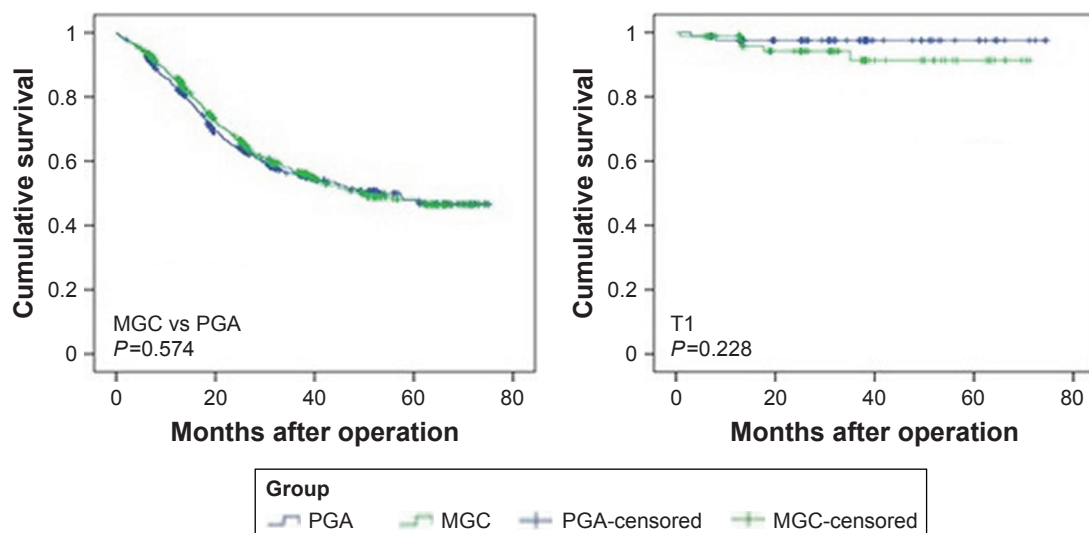 Cumulative survival
1
0.8
0.6
0.4
0.2
0
MGC vs PGA
P=0.574
0 20 40 60 80
Months after operation
Cumulative survival
1
0.8
0.6
0.4
0.2
0
T1
P=0.228
0 20 40 60 80
Months after operation
Group
PGA MGC PGA-censored MGC-censored